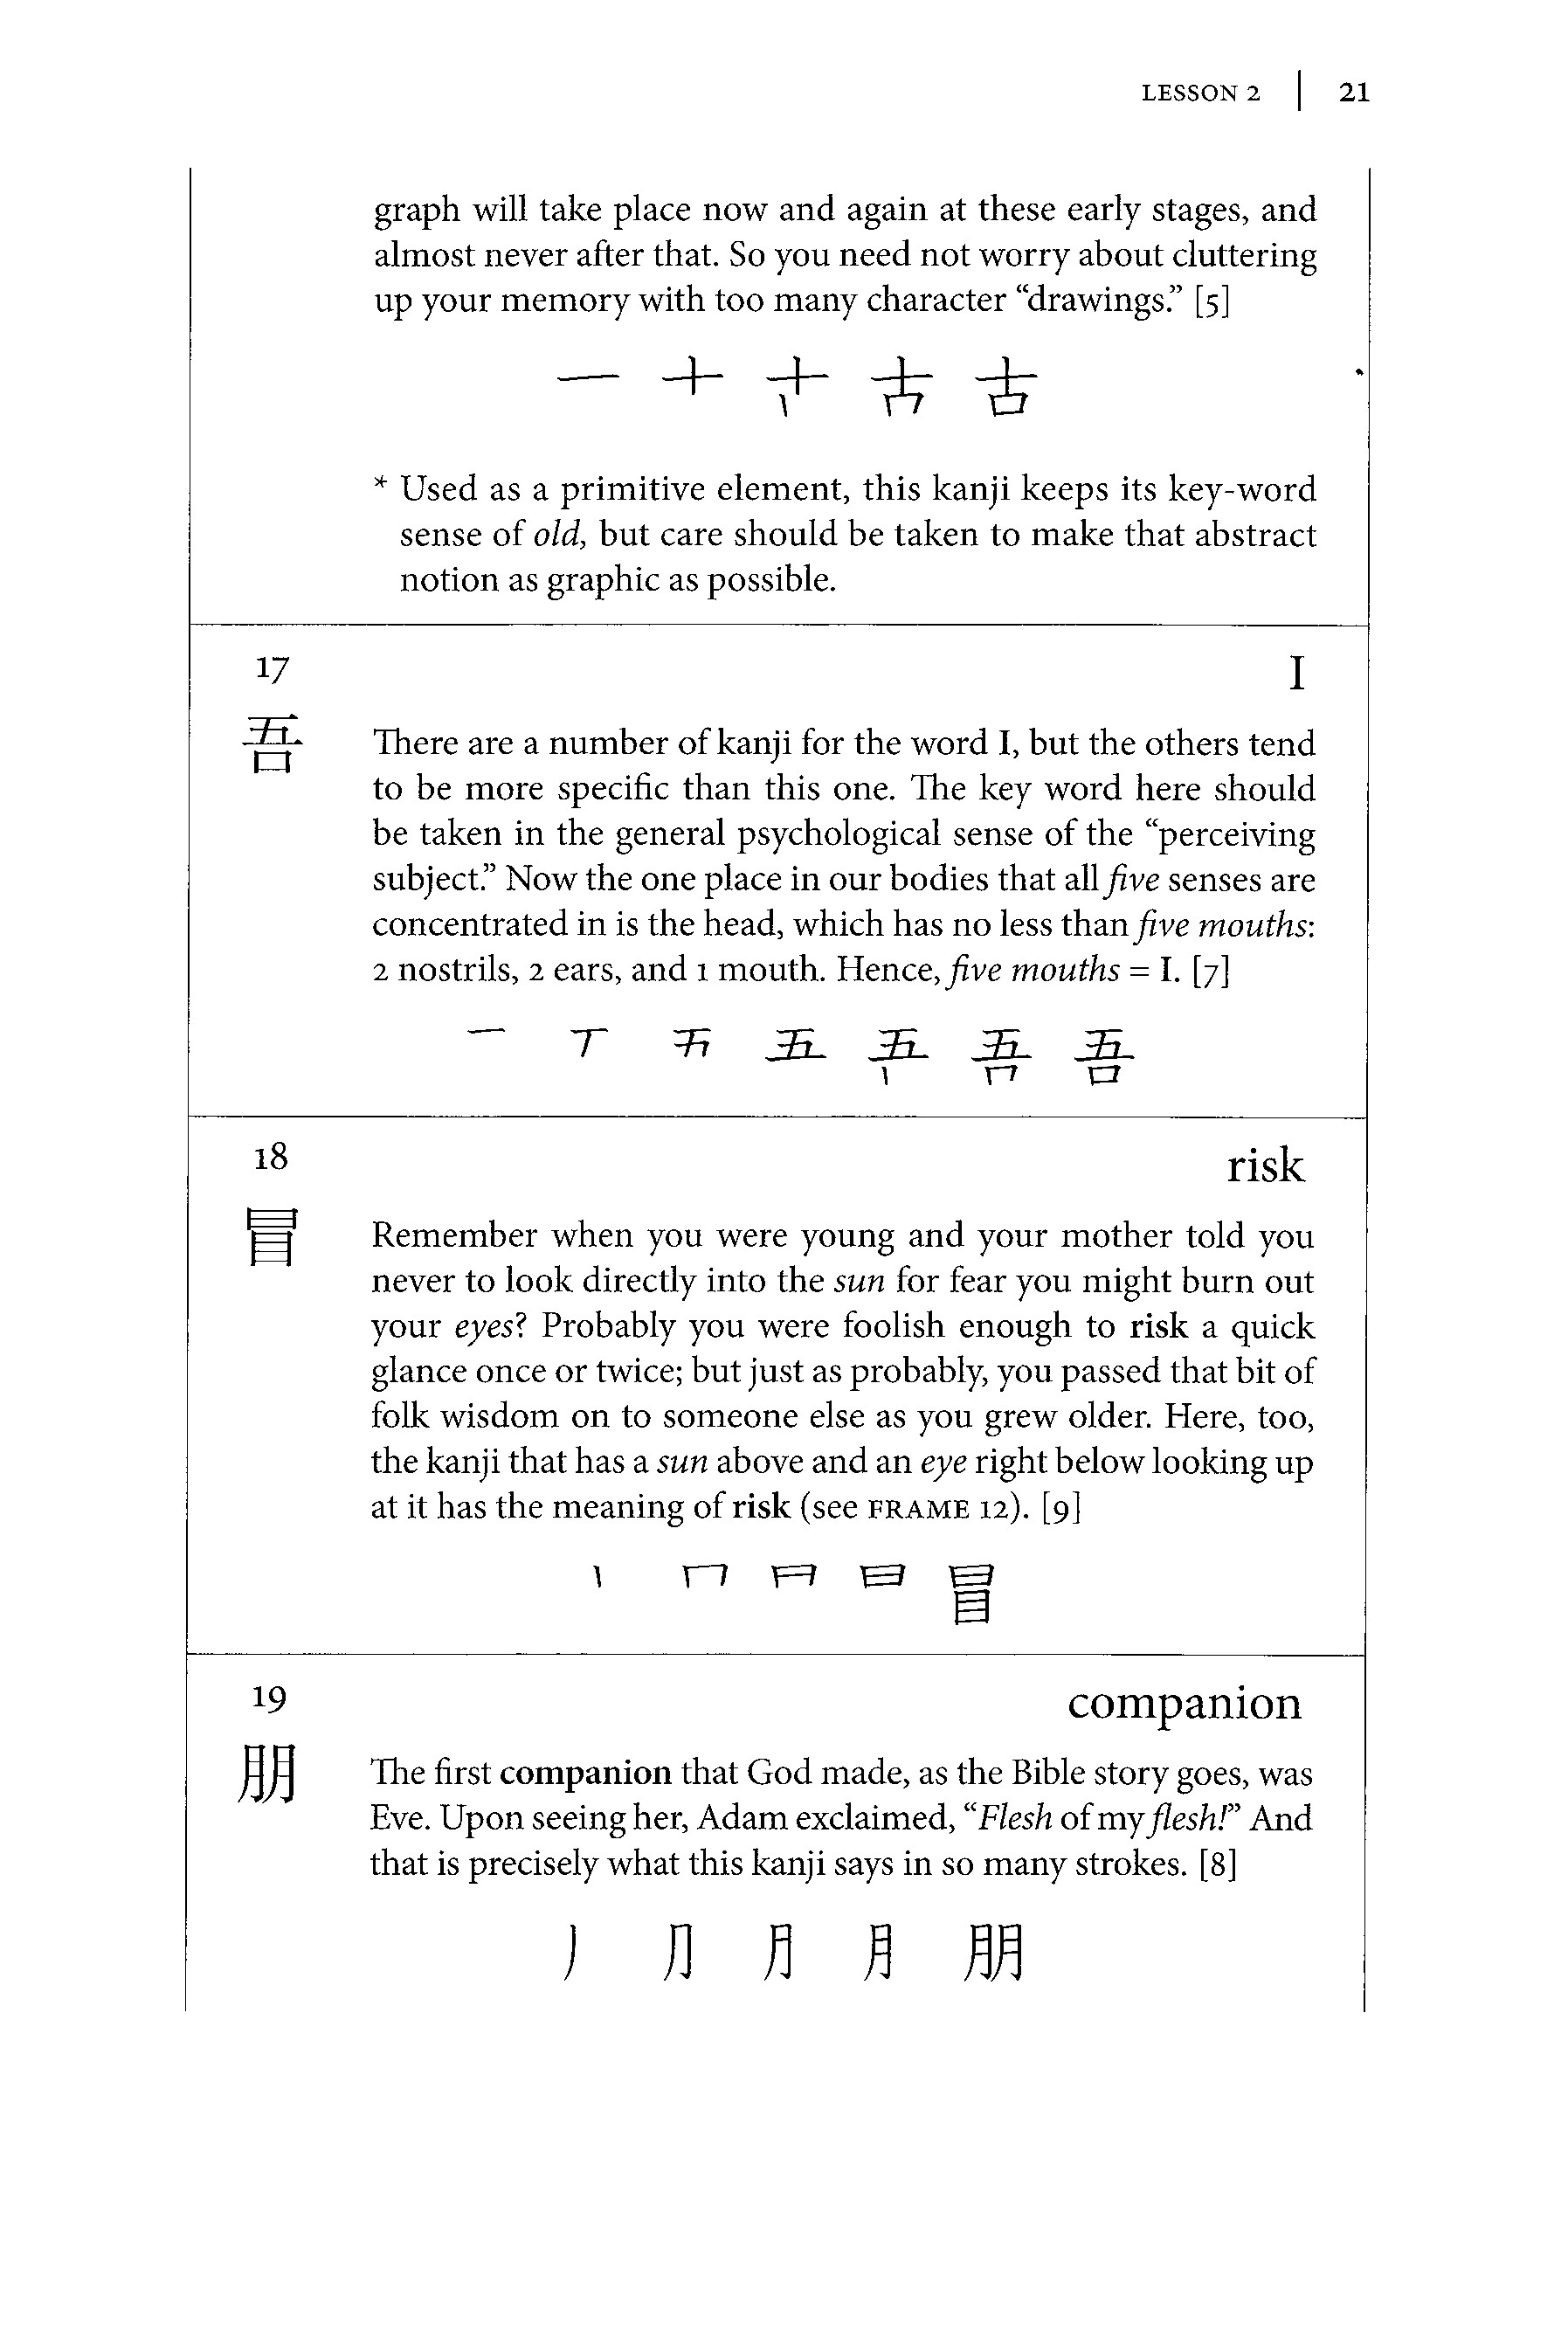 LESSON 2 | 21
graph will take place now and again at these early stages, and
almost never after that. So you need not worry about cluttering
up your memory with too many character “drawings.” [5]
一 十 古
* Used as a primitive element, this kanji keeps its key-word
sense of old, but care should be taken to make that abstract
notion as graphic as possible.
17 I
吾
There are a number of kanji for the word I, but the others tend
to be more specific than this one. The key word here should
be taken in the general psychological sense of the “perceiving
subject.” Now the one place in our bodies that all five senses are
concentrated in is the head, which has no less than five mouths:
2 nostrils, 2 ears, and 1 mouth. Hence, five mouths = I. [7]
一 丅 五 吾
18 risk
冒
Remember when you were young and your mother told you
never to look directly into the sun for fear you might burn out
your eyes? Probably you were foolish enough to risk a quick
glance once or twice; but just as probably, you passed that bit of
folk wisdom on to someone else as you grew older. Here, too,
the kanji that has a sun above and an eye right below looking up
at it has the meaning of risk (see FRAME 12). [9]
丨 冂 日 冒
19 companion
朋
The first companion that God made, as the Bible story goes, was
Eve. Upon seeing her, Adam exclaimed, “Flesh of my flesh!” And
that is precisely what this kanji says in so many strokes. [8]
丿 ⺆ 月 朋